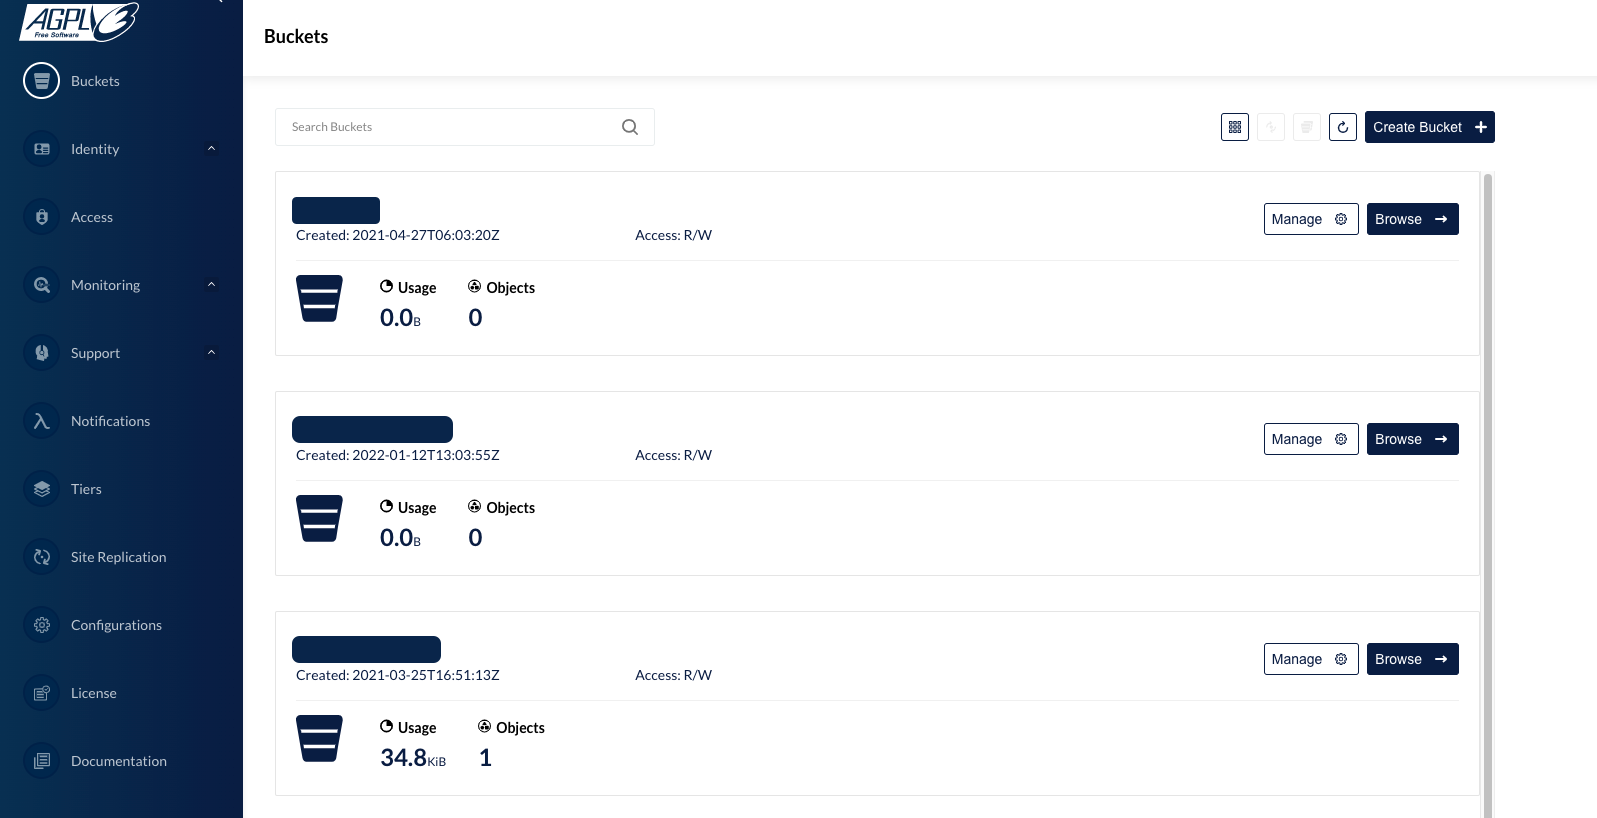 AGPL
Free Software
Buckets
Identity
Access
Monitoring
Support
Notifications
Tiers
Site Replication
Configurations
License
Documentation
Buckets
Search Buckets
Create Bucket
Created: 2021-04-27T06:03:20Z
Access: R/W
Manage
Browse
Usage
Objects
0.0B
0
Created: 2022-01-12T13:03:55Z
Access: R/W
Manage
Browse
Usage
Objects
0.0B
0
Created: 2021-03-25T16:51:13Z
Access: R/W
Manage
Browse
Usage
Objects
34.8KiB
1